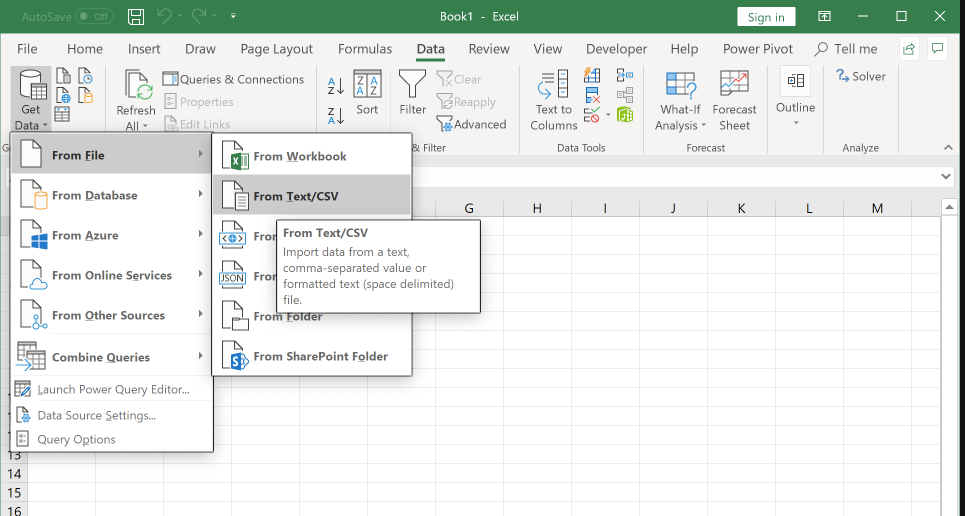 AutoSave Off
Book1 - Excel
Sign in
File Home Insert Draw Page Layout Formulas Data Review View Developer Help Power Pivot Tell me
Get Data
Refresh All
Queries & Connections
Properties
Edit Links
Sort
Filter
Clear
Reapply
Advanced
Text to Columns
What-If Analysis
Forecast Sheet
Outline
Solver
& Filter
Data Tools
Forecast
Analyze
From File
From Database
From Azure
From Online Services
From Other Sources
Combine Queries
Launch Power Query Editor...
Data Source Settings...
Query Options
From Workbook
From Text/CSV
From
JSON
From
From Folder
From SharePoint Folder
From Text/CSV
Import data from a text,
comma-separated value or
formatted text (space delimited)
file.
G H I J K L M
13
14
15
16